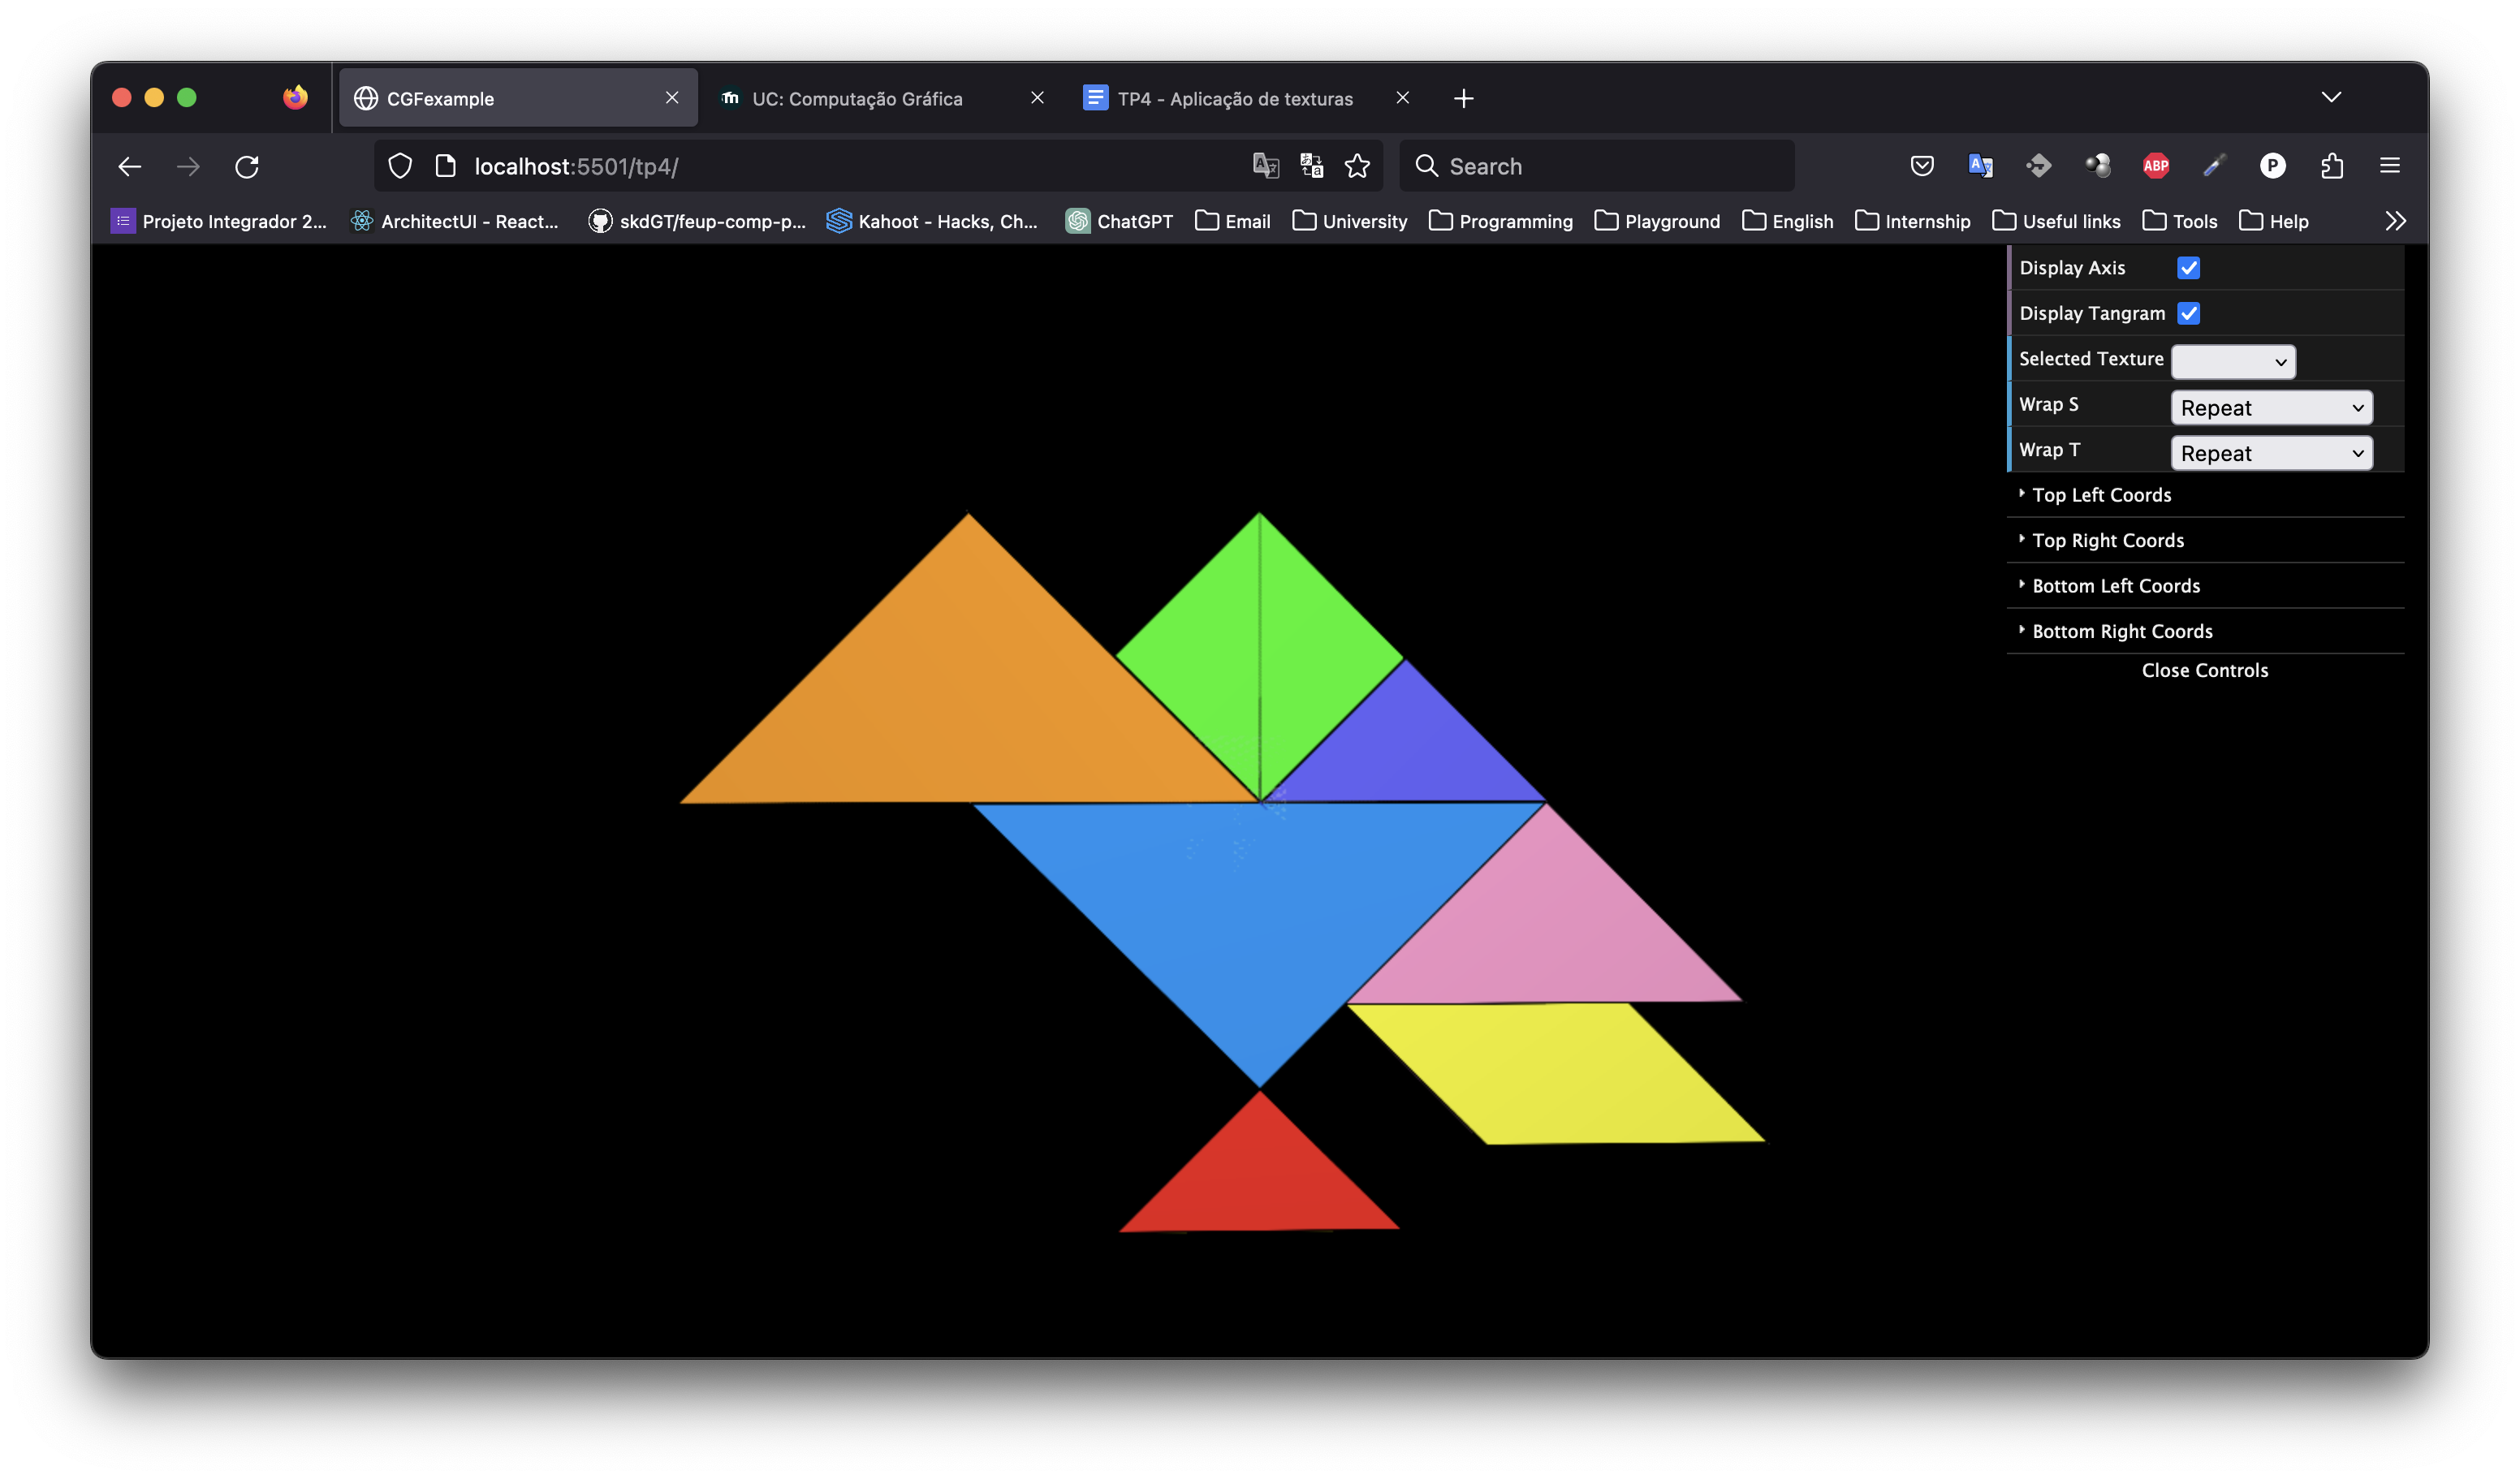 CGFexample
UC: Computação Gráfica
TP4 - Aplicação de texturas
localhost:5501/tp4/
Search
ABP
P
Projeto Integrador 2...
ArchitectUI - React...
skdGT/feup-comp-p...
Kahoot - Hacks, Ch...
ChatGPT
Email
University
Programming
Playground
English
Internship
Useful links
Tools
Help
Display Axis
Display Tangram
Selected Texture
Wrap S Repeat
Wrap T Repeat
Top Left Coords
Top Right Coords
Bottom Left Coords
Bottom Right Coords
Close Controls